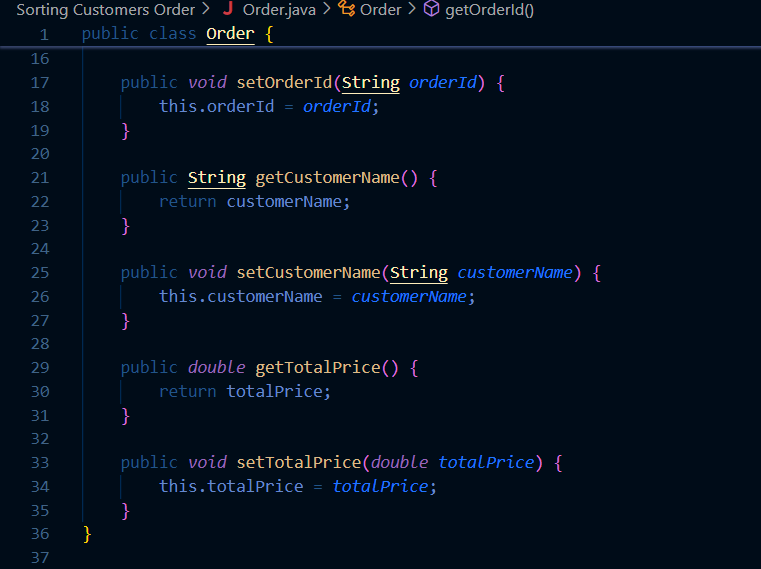 Sorting Customers Order > J Order.java > Order > getOrderId()
1 public class Order {
16
17 public void setOrderId(String orderId) {
18 this.orderId = orderId;
19 }
20
21 public String getCustomerName() {
22 return customerName;
23 }
24
25 public void setCustomerName(String customerName) {
26 this.customerName = customerName;
27 }
28
29 public double getTotalPrice() {
30 return totalPrice;
31 }
32
33 public void setTotalPrice(double totalPrice) {
34 this.totalPrice = totalPrice;
35 }
36 }
37